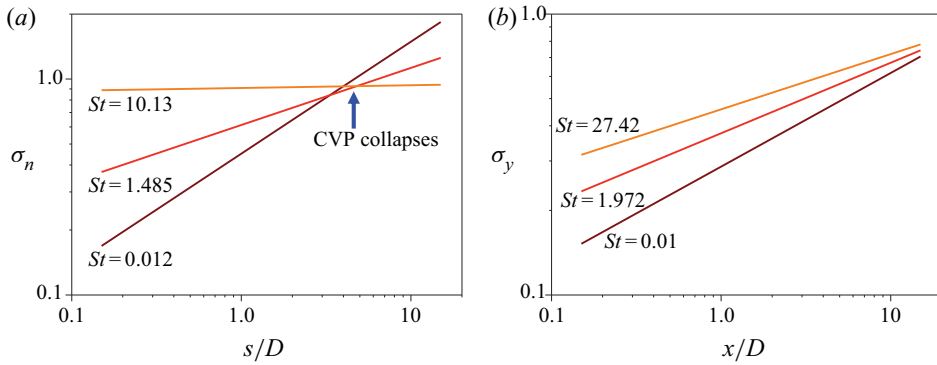 (a)
1.0
σn
0.1
St = 10.13
St = 1.485
St = 0.012
CVP collapses
0.1
1.0
10
s/D
(b)
1.0
σy
0.1
St = 27.42
St = 1.972
St = 0.01
0.1
1.0
10
x/D